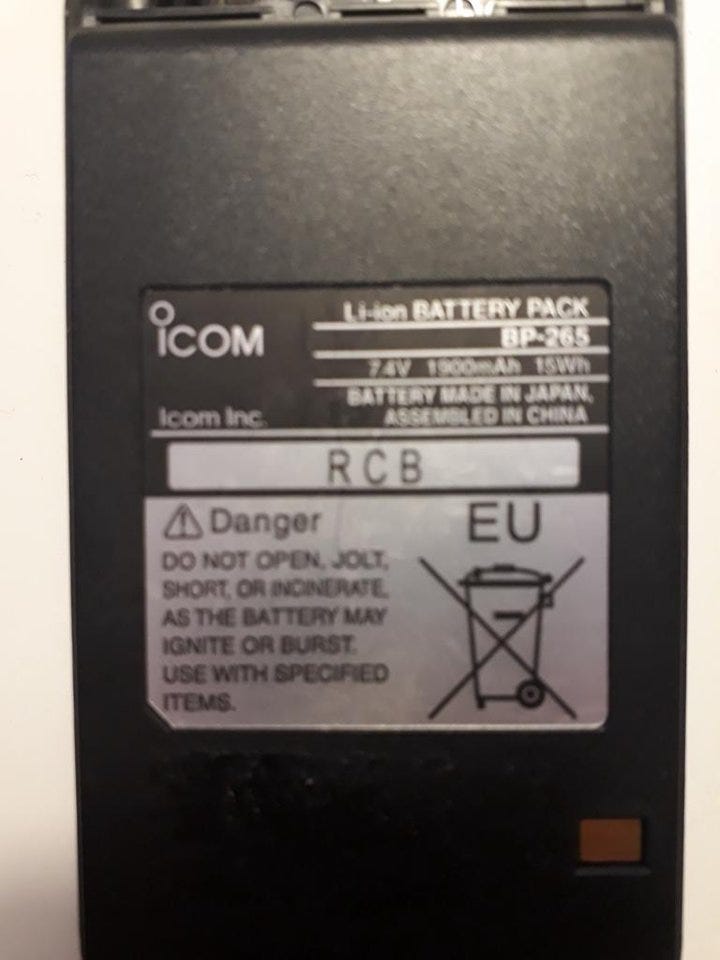 ICOM
Li-ion BATTERY PACK
BP-265
7.4V 1900mAh 15Wh
BATTERY MADE IN JAPAN,
ASSEMBLED IN CHINA
Icom Inc.
RCB
Danger
DO NOT OPEN, JOLT,
SHORT, OR INCINERATE,
AS THE BATTERY MAY
IGNITE OR BURST.
USE WITH SPECIFIED
ITEMS.
EU